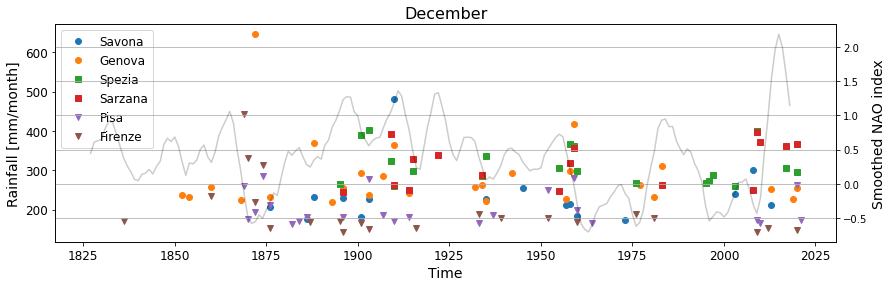 December
Savona
Genova
Spezia
Sarzana
Pisa
Firenze
Rainfall [mm/month]
600
500
400
300
200
2.0
1.5
1.0
0.5
0.0
−0.5
Smoothed NAO index
1825 1850 1875 1900 1925 1950 1975 2000 2025
Time